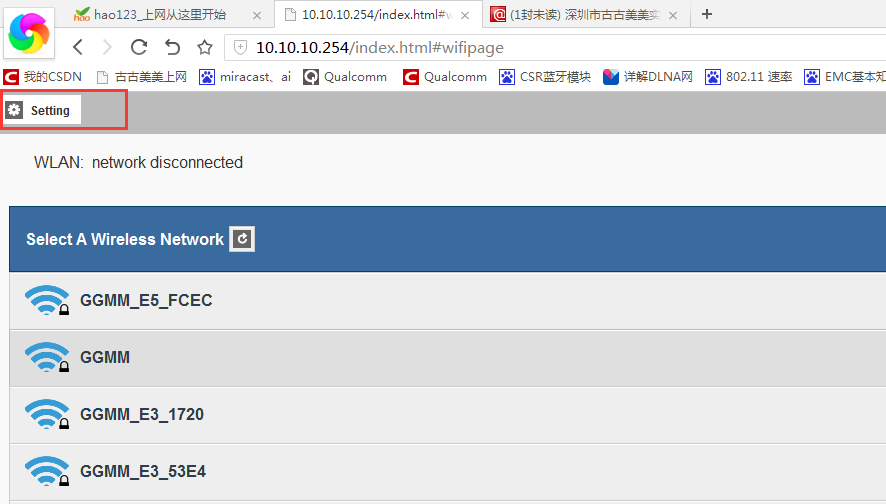 hao123_上网从这里开始
10.10.10.254/index.html#w
(1封未读) 深圳市古古美美实
10.10.10.254/index.html#wifipage
我的CSDN 古古美美上网 miracast、ai Qualcomm Qualcomm CSR蓝牙模块 详解DLNA网 802.11 速率 EMC基本知
Setting
WLAN: network disconnected
Select A Wireless Network
GGMM_E5_FCEC
GGMM
GGMM_E3_1720
GGMM_E3_53E4